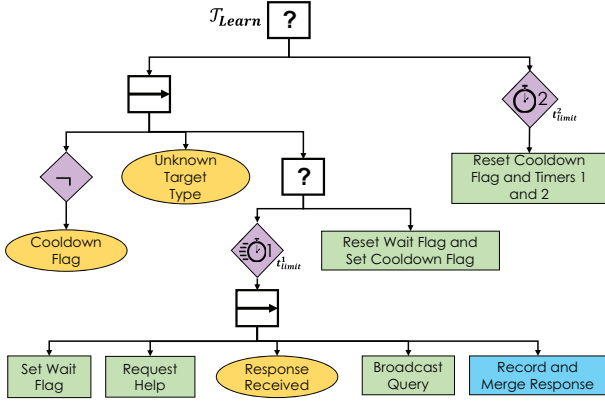 𝒯Learn
?
2
t²limit
¬
Unknown
Target
Type
?
Reset Cooldown
Flag and Timers 1
and 2
Cooldown
Flag
1
t¹limit
Reset Wait Flag and
Set Cooldown Flag
Set Wait
Flag
Request
Help
Response
Received
Broadcast
Query
Record and
Merge Response